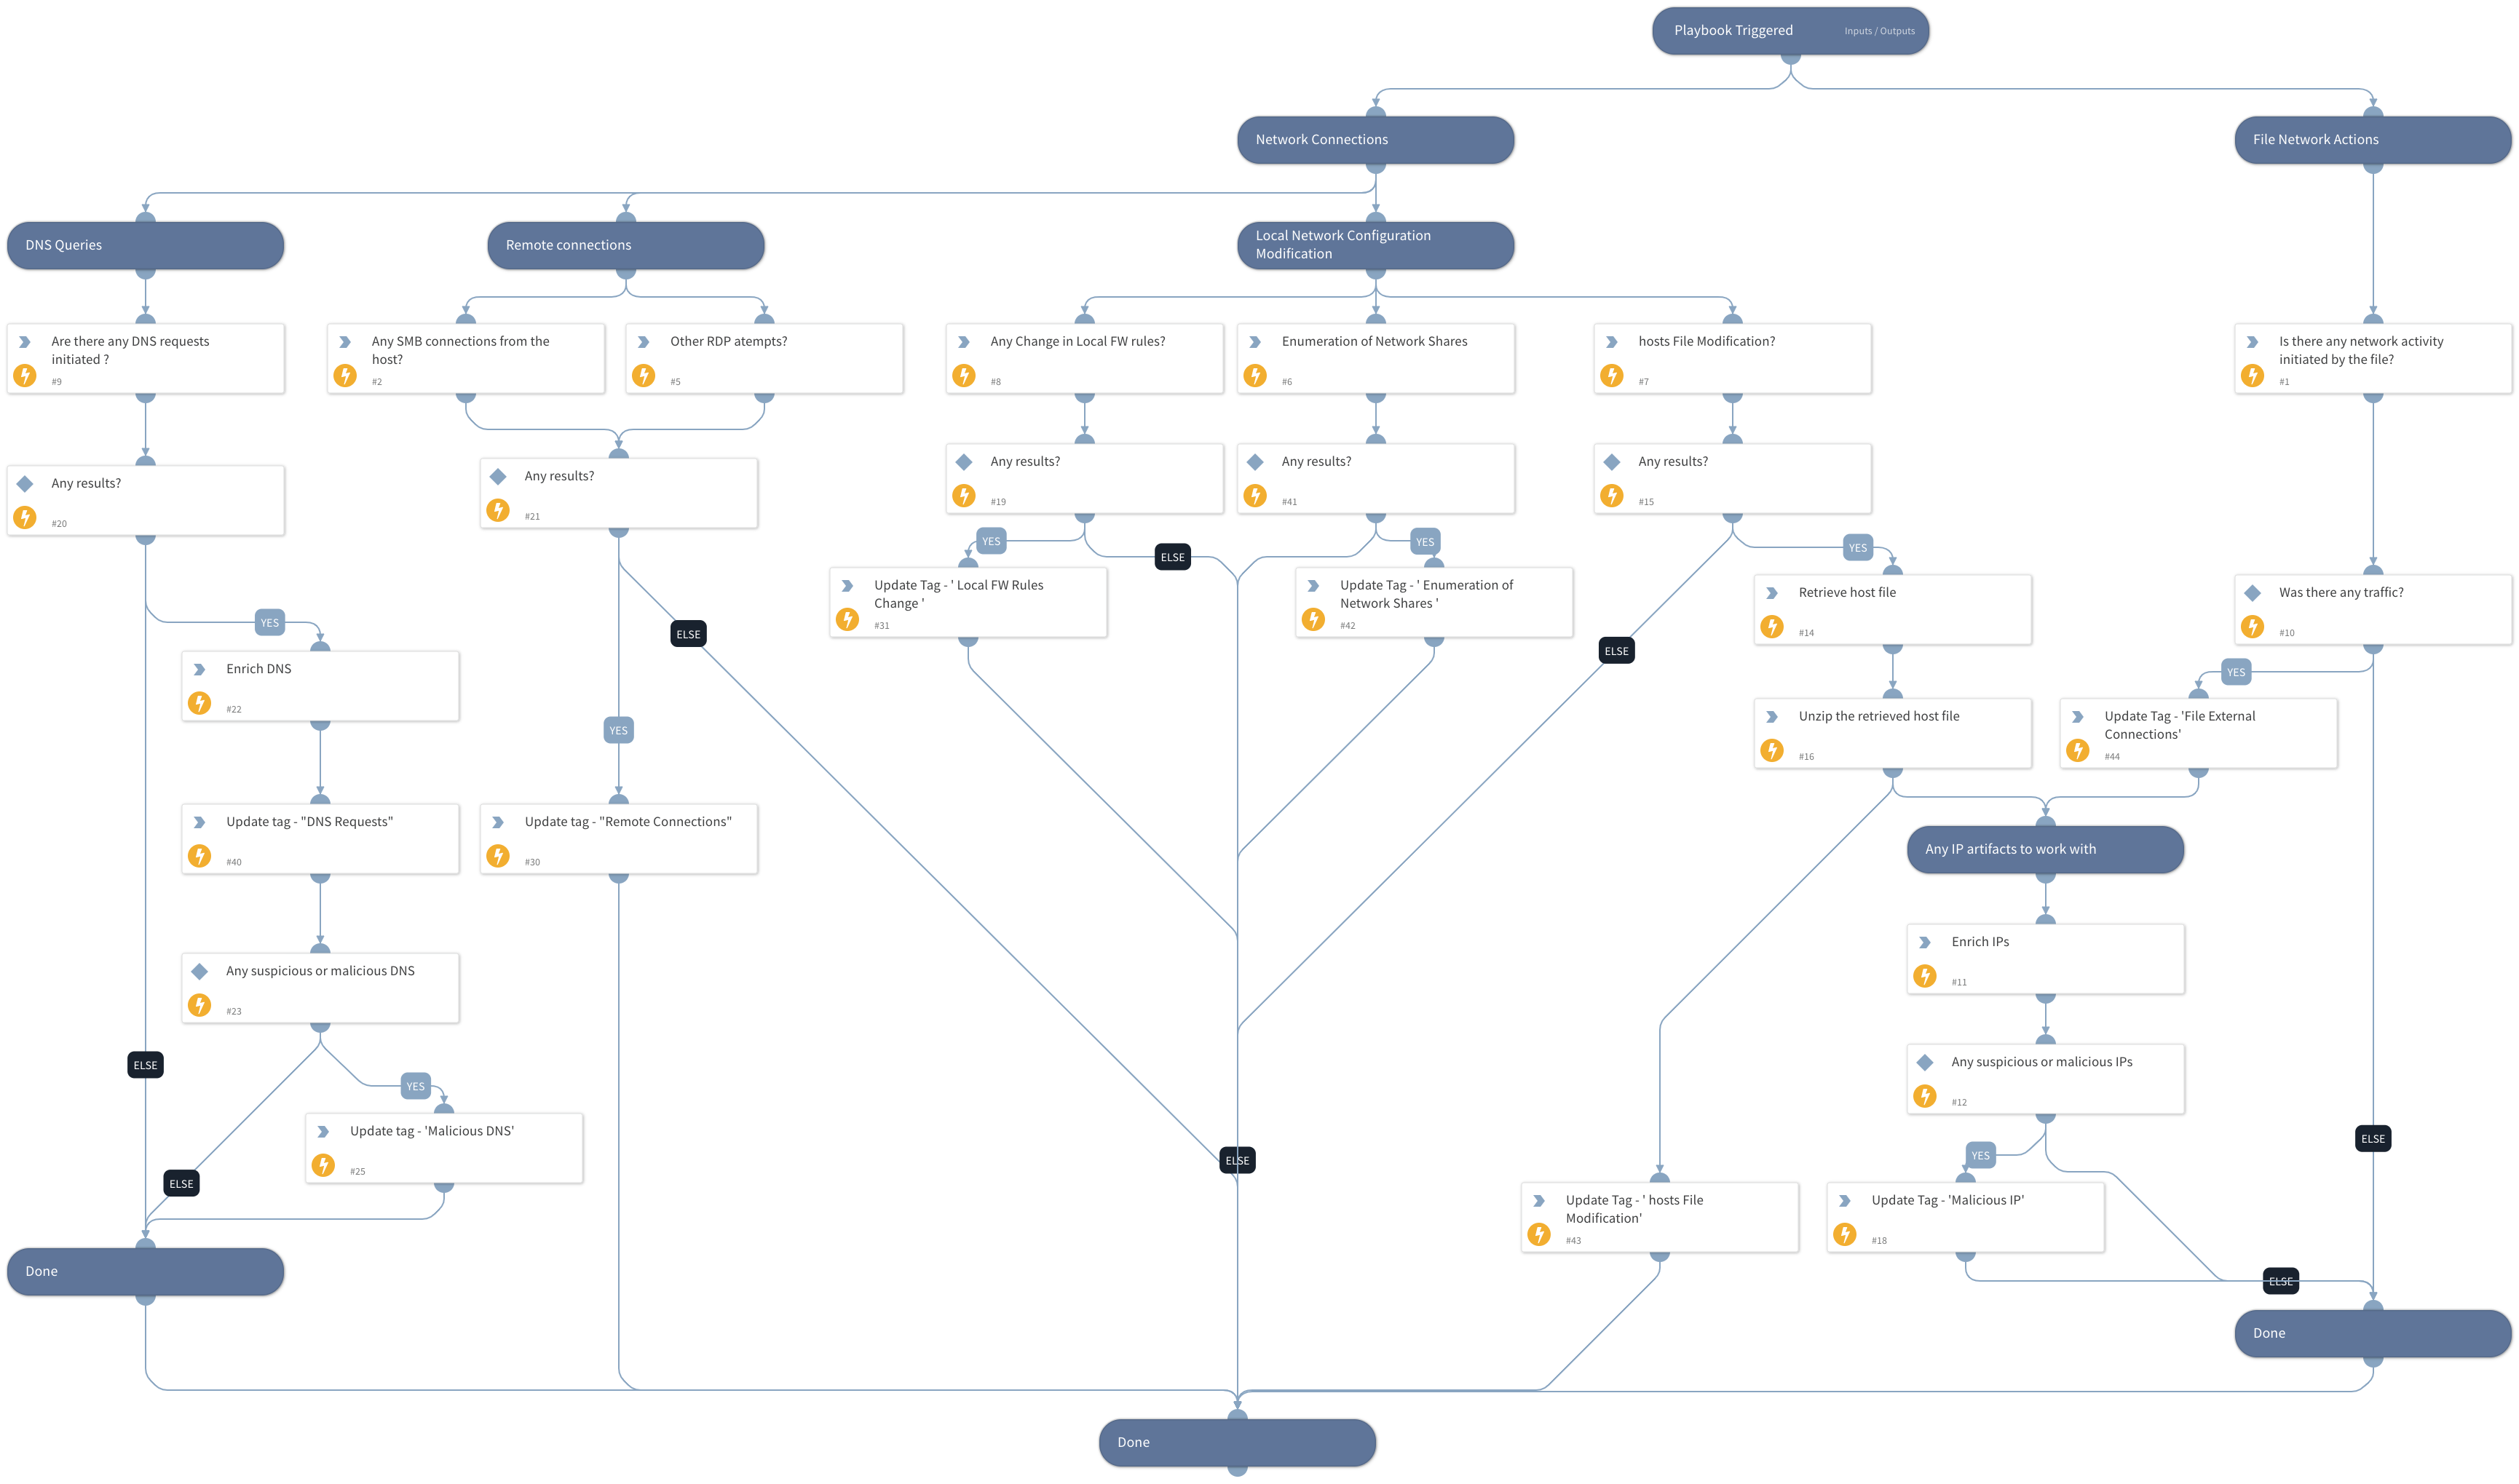 Playbook Triggered
Inputs / Outputs
Network Connections
File Network Actions
DNS Queries
Remote connections
Local Network Configuration
Modification
Are there any DNS requests
initiated ?
#9
Any SMB connections from the
host?
#2
Other RDP atempts?
#5
Any Change in Local FW rules?
#8
Enumeration of Network Shares
#6
hosts File Modification?
#7
Is there any network activity
initiated by the file?
#1
Any results?
#20
Any results?
#21
Any results?
#19
Any results?
#41
Any results?
#15
YES
ELSE
YES
YES
Update Tag - ' Local FW Rules
Change '
#31
Update Tag - ' Enumeration of
Network Shares '
#42
Retrieve host file
#14
Was there any traffic?
#10
YES
ELSE
ELSE
YES
Enrich DNS
#22
YES
Unzip the retrieved host file
#16
Update Tag - 'File External
Connections'
#44
Update tag - "DNS Requests"
#40
Update tag - "Remote Connections"
#30
Any IP artifacts to work with
Any suspicious or malicious DNS
#23
Enrich IPs
#11
ELSE
YES
Any suspicious or malicious IPs
#12
Update tag - 'Malicious DNS'
#25
ELSE
ELSE
YES
ELSE
Update Tag - ' hosts File
Modification'
#43
Update Tag - 'Malicious IP'
#18
Done
ELSE
Done
Done